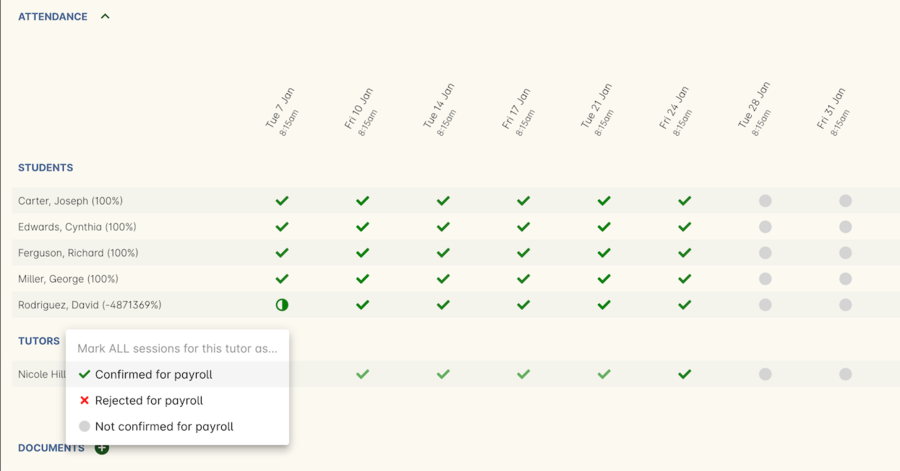 ATTENDANCE
Tue 7 Jan
8:15am
Fri 10 Jan
8:15am
Tue 14 Jan
8:15am
Fri 17 Jan
8:15am
Tue 21 Jan
8:15am
Fri 24 Jan
8:15am
Tue 28 Jan
8:15am
Fri 31 Jan
8:15am
STUDENTS
Carter, Joseph (100%)
Edwards, Cynthia (100%)
Ferguson, Richard (100%)
Miller, George (100%)
Rodriguez, David (-4871369%)
TUTORS
Mark ALL sessions for this tutor as...
Nicole Hill
Confirmed for payroll
Rejected for payroll
Not confirmed for payroll
DOCUMENTS